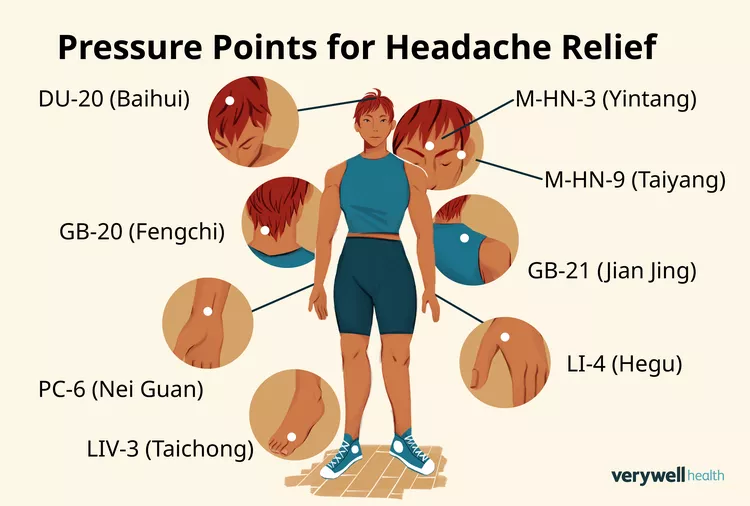 Pressure Points for Headache Relief
DU-20 (Baihui)
M-HN-3 (Yintang)
M-HN-9 (Taiyang)
GB-20 (Fengchi)
GB-21 (Jian Jing)
PC-6 (Nei Guan)
LI-4 (Hegu)
LIV-3 (Taichong)
verywell health